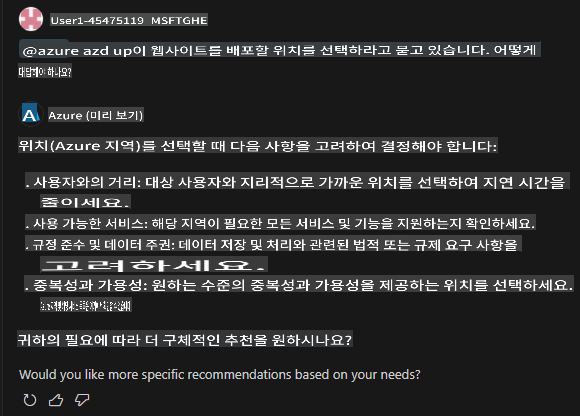 User1-45475119_MSFTGHE
@azure azd up이 웹사이트를 배포할 위치를 선택하라고 묻고 있습니다. 어떻게
대답해야 하나요?
Azure (미리 보기)
위치(Azure 지역)를 선택할 때 다음 사항을 고려하여 결정해야 합니다:
. 사용자와의 거리: 대상 사용자와 지리적으로 가까운 위치를 선택하여 지연 시간을
줄이세요.
. 사용 가능한 서비스: 해당 지역이 필요한 모든 서비스 및 기능을 지원하는지 확인하세요.
. 규정 준수 및 데이터 주권: 데이터 저장 및 처리와 관련된 법적 또는 규제 요구 사항을
고려하세요.
. 중복성과 가용성: 원하는 수준의 중복성과 가용성을 제공하는 위치를 선택하세요.
귀하의 필요에 따라 더 구체적인 추천을 원하시나요?
Would you like more specific recommendations based on your needs?